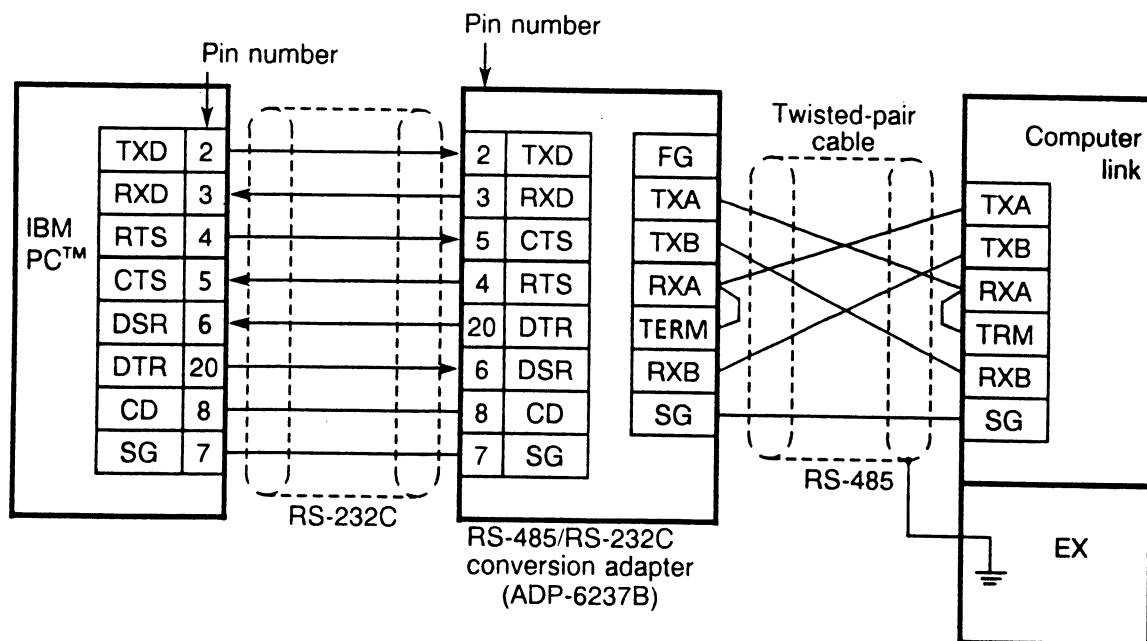 Pin number
Pin number
IBM
PC™
TXD 2
RXD 3
RTS 4
CTS 5
DSR 6
DTR 20
CD 8
SG 7
RS-232C
2 TXD
3 RXD
5 CTS
4 RTS
20 DTR
6 DSR
8 CD
7 SG
FG
TXA
TXB
RXA
TERM
RXB
SG
RS-485/RS-232C
conversion adapter
(ADP-6237B)
Twisted-pair
cable
RS-485
Computer
link
TXA
TXB
RXA
TRM
RXB
SG
EX